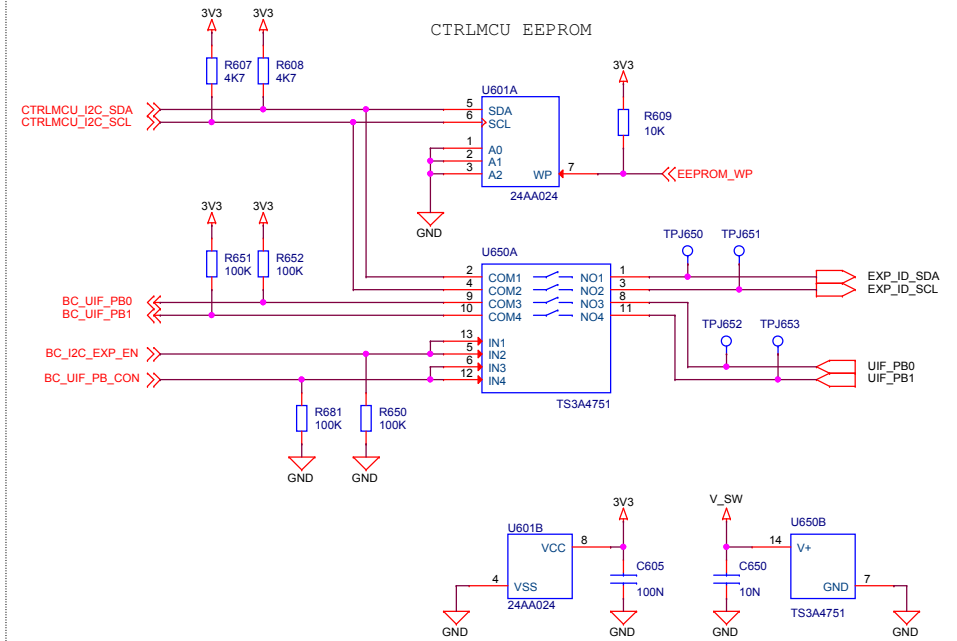 3V3 3V3
CTRLMCU EEPROM
R607 R608
4K7 4K7
3V3
U601A
CTRLMCU_I2C_SDA 5 SDA
CTRLMCU_I2C_SCL 6 SCL
R609
10K
1 A0
2 A1
3 A2 WP 7 EEPROM_WP
24AA024
GND
3V3 3V3
U650A
TPJ650 TPJ651
R651 R652
100K 100K
2 COM1 NO1 1 EXP_ID_SDA
4 COM2 NO2 3 EXP_ID_SCL
BC_UIF_PB0 9 COM3 NO3 8
BC_UIF_PB1 10 COM4 NO4 11
TPJ652 TPJ653
13 IN1
BC_I2C_EXP_EN 5 IN2
6 IN3 UIF_PB0
BC_UIF_PB_CON 12 IN4 UIF_PB1
TS3A4751
R681 R650
100K 100K
GND GND
3V3 V_SW
U601B U650B
VCC 8 14 V+
C605 C650
4 VSS 100N 10N GND 7
24AA024 TS3A4751
GND GND GND GND